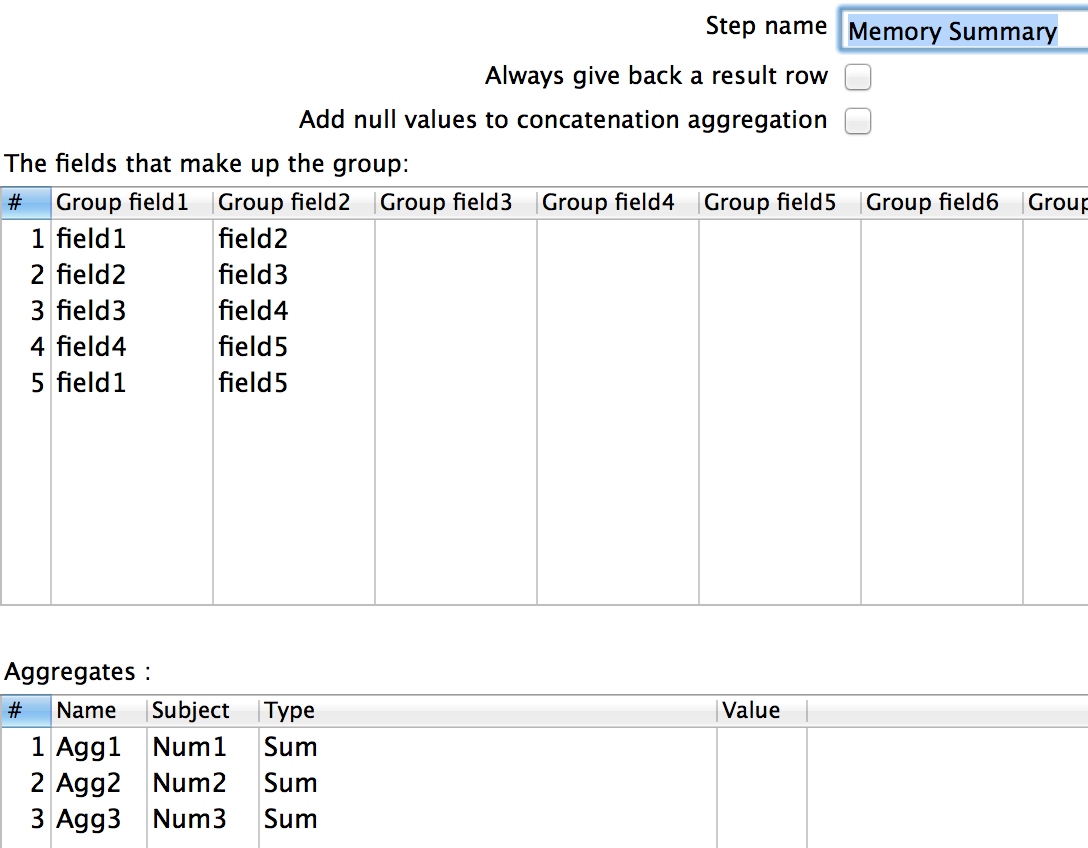 Step name Memory Summary
Always give back a result row
Add null values to concatenation aggregation
The fields that make up the group:
# Group field1 Group field2 Group field3 Group field4 Group field5 Group field6 Group
1 field1 field2
2 field2 field3
3 field3 field4
4 field4 field5
5 field1 field5
Aggregates :
# Name Subject Type Value
1 Agg1 Num1 Sum
2 Agg2 Num2 Sum
3 Agg3 Num3 Sum